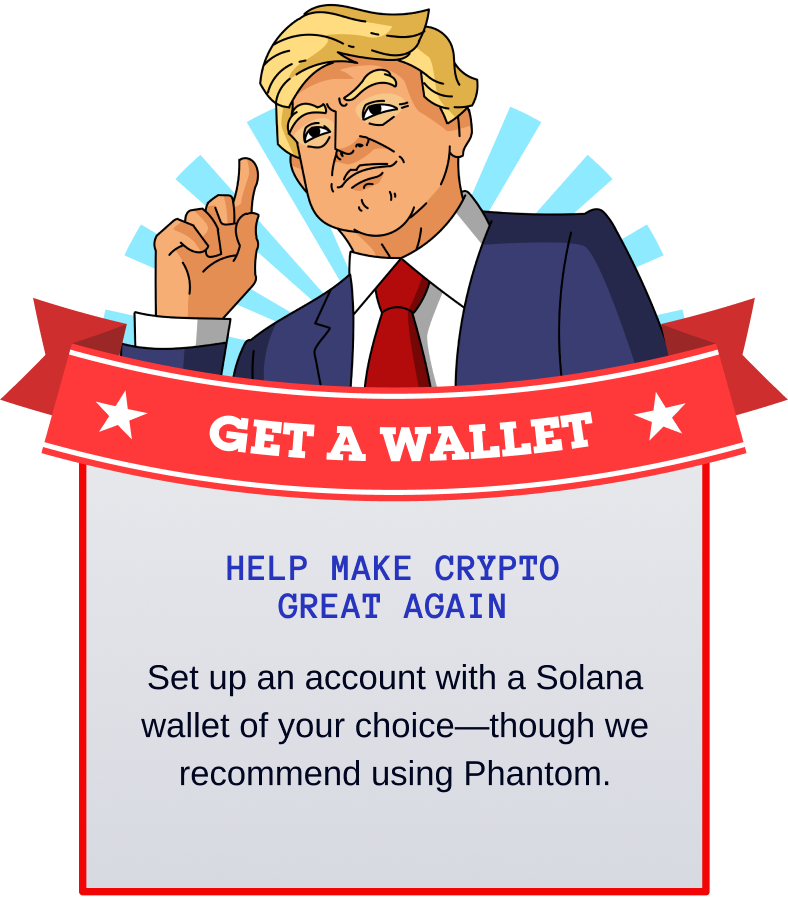 GET A WALLET
HELP MAKE CRYPTO
GREAT AGAIN
Set up an account with a Solana
wallet of your choice—though we
recommend using Phantom.